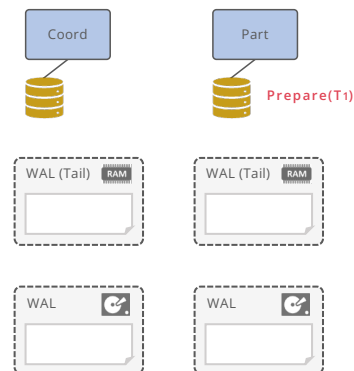 Coord
Part
Prepare(T1)
WAL (Tail)
RAM
WAL (Tail)
RAM
WAL
WAL